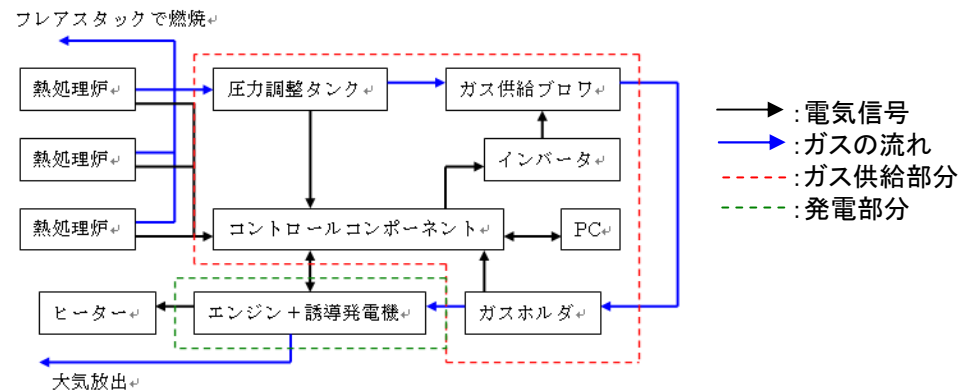 フレアスタックで燃焼↵
熱処理炉↵
圧力調整タンク↵
ガス供給ブロワ↵
熱処理炉↵
インバータ↵
熱処理炉↵
コントロールコンポーネント↵
PC↵
ヒーター↵
エンジン＋誘導発電機↵
ガスホルダ↵
大気放出↵
:電気信号
:ガスの流れ
:ガス供給部分
:発電部分